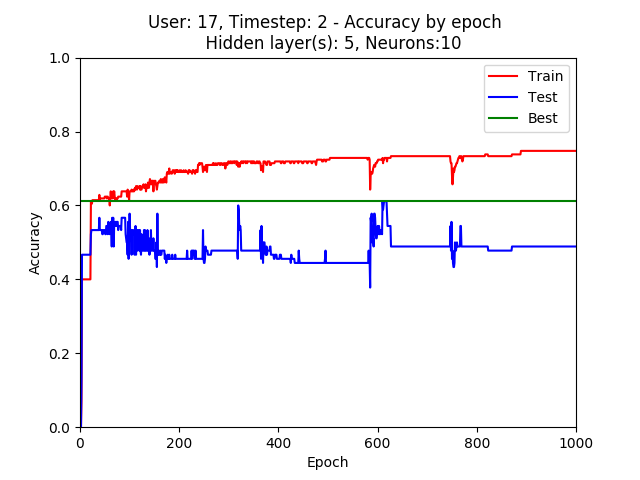 User: 17, Timestep: 2 - Accuracy by epoch
Hidden layer(s): 5, Neurons:10
1.0
0.8
0.6
0.4
0.2
0.0
Accuracy
Train
Test
Best
0 200 400 600 800 1000
Epoch